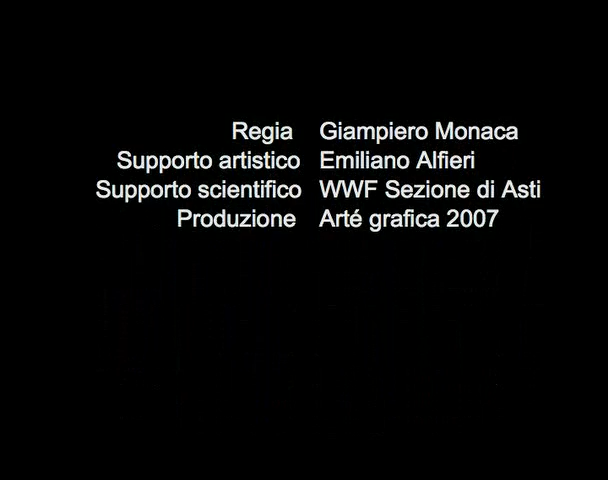 Regia Giampiero Monaca
Supporto artistico Emiliano Alfieri
Supporto scientifico WWF Sezione di Asti
Produzione Arté grafica 2007